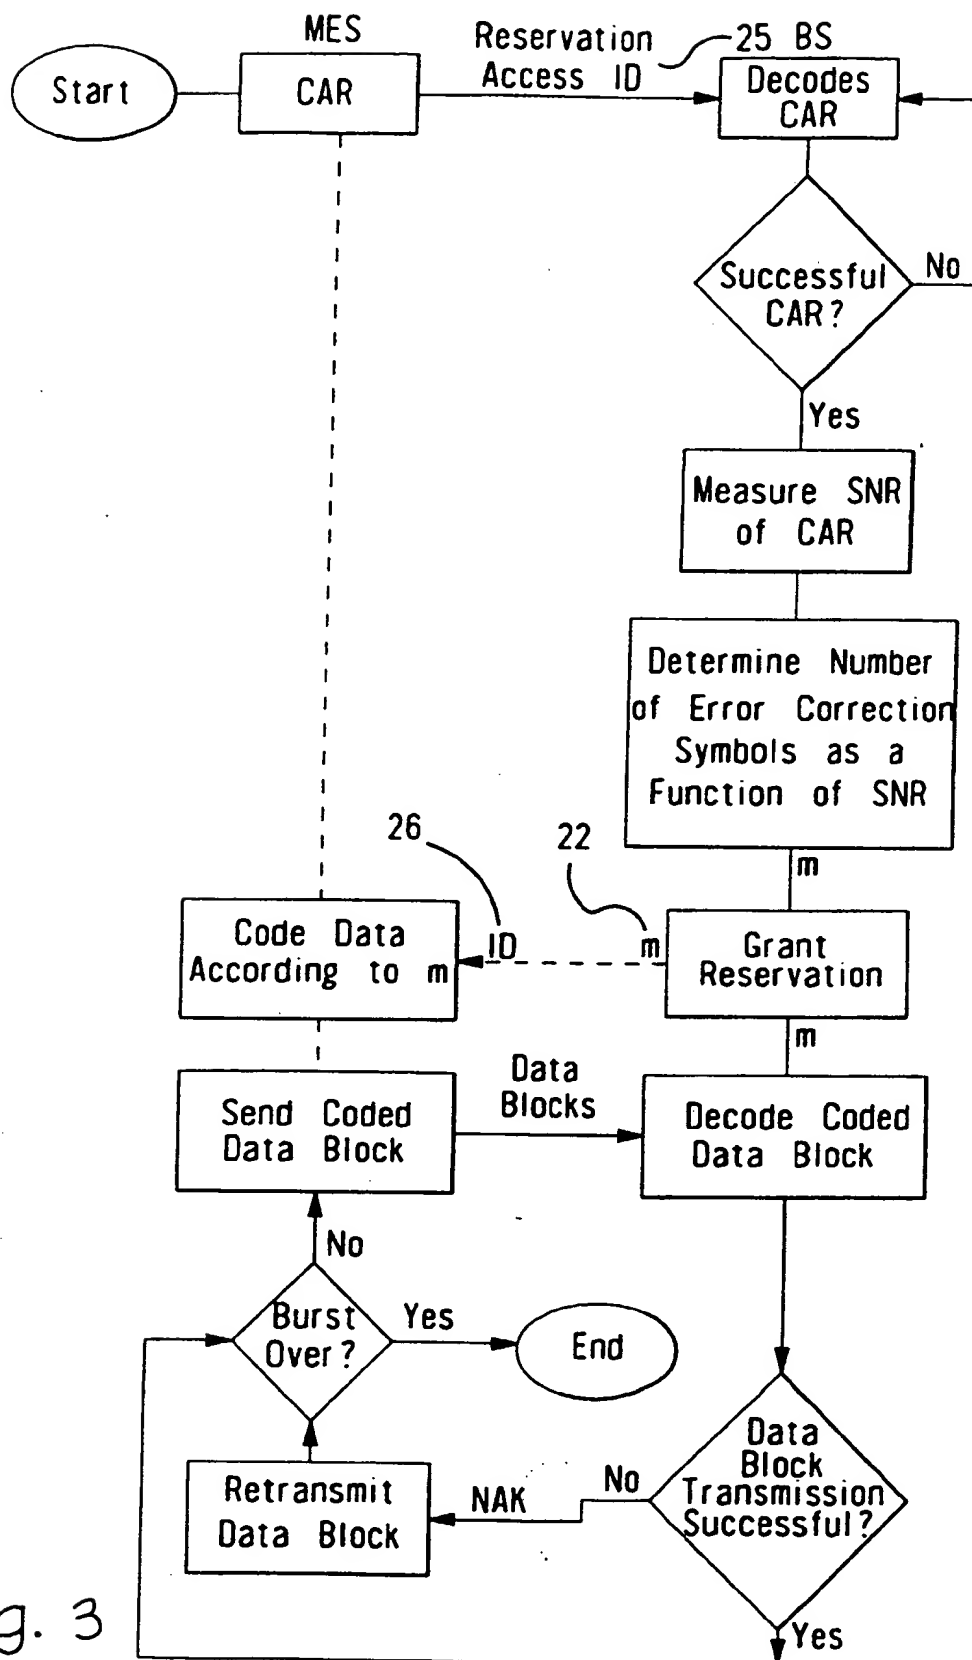 MES
Reservation
Access ID
25 BS
Start
CAR
Decodes
CAR
Successful
CAR?
No
Yes
Measure SNR
of CAR
Determine Number
of Error Correction
Symbols as a
Function of SNR
m
26
22
Code Data
According to m
ID
m
Grant
Reservation
m
Send Coded
Data Block
Data
Blocks
Decode Coded
Data Block
No
Burst
Over?
Yes
End
Data
Block
Transmission
Successful?
No
NAK
Retransmit
Data Block
Yes
g. 3